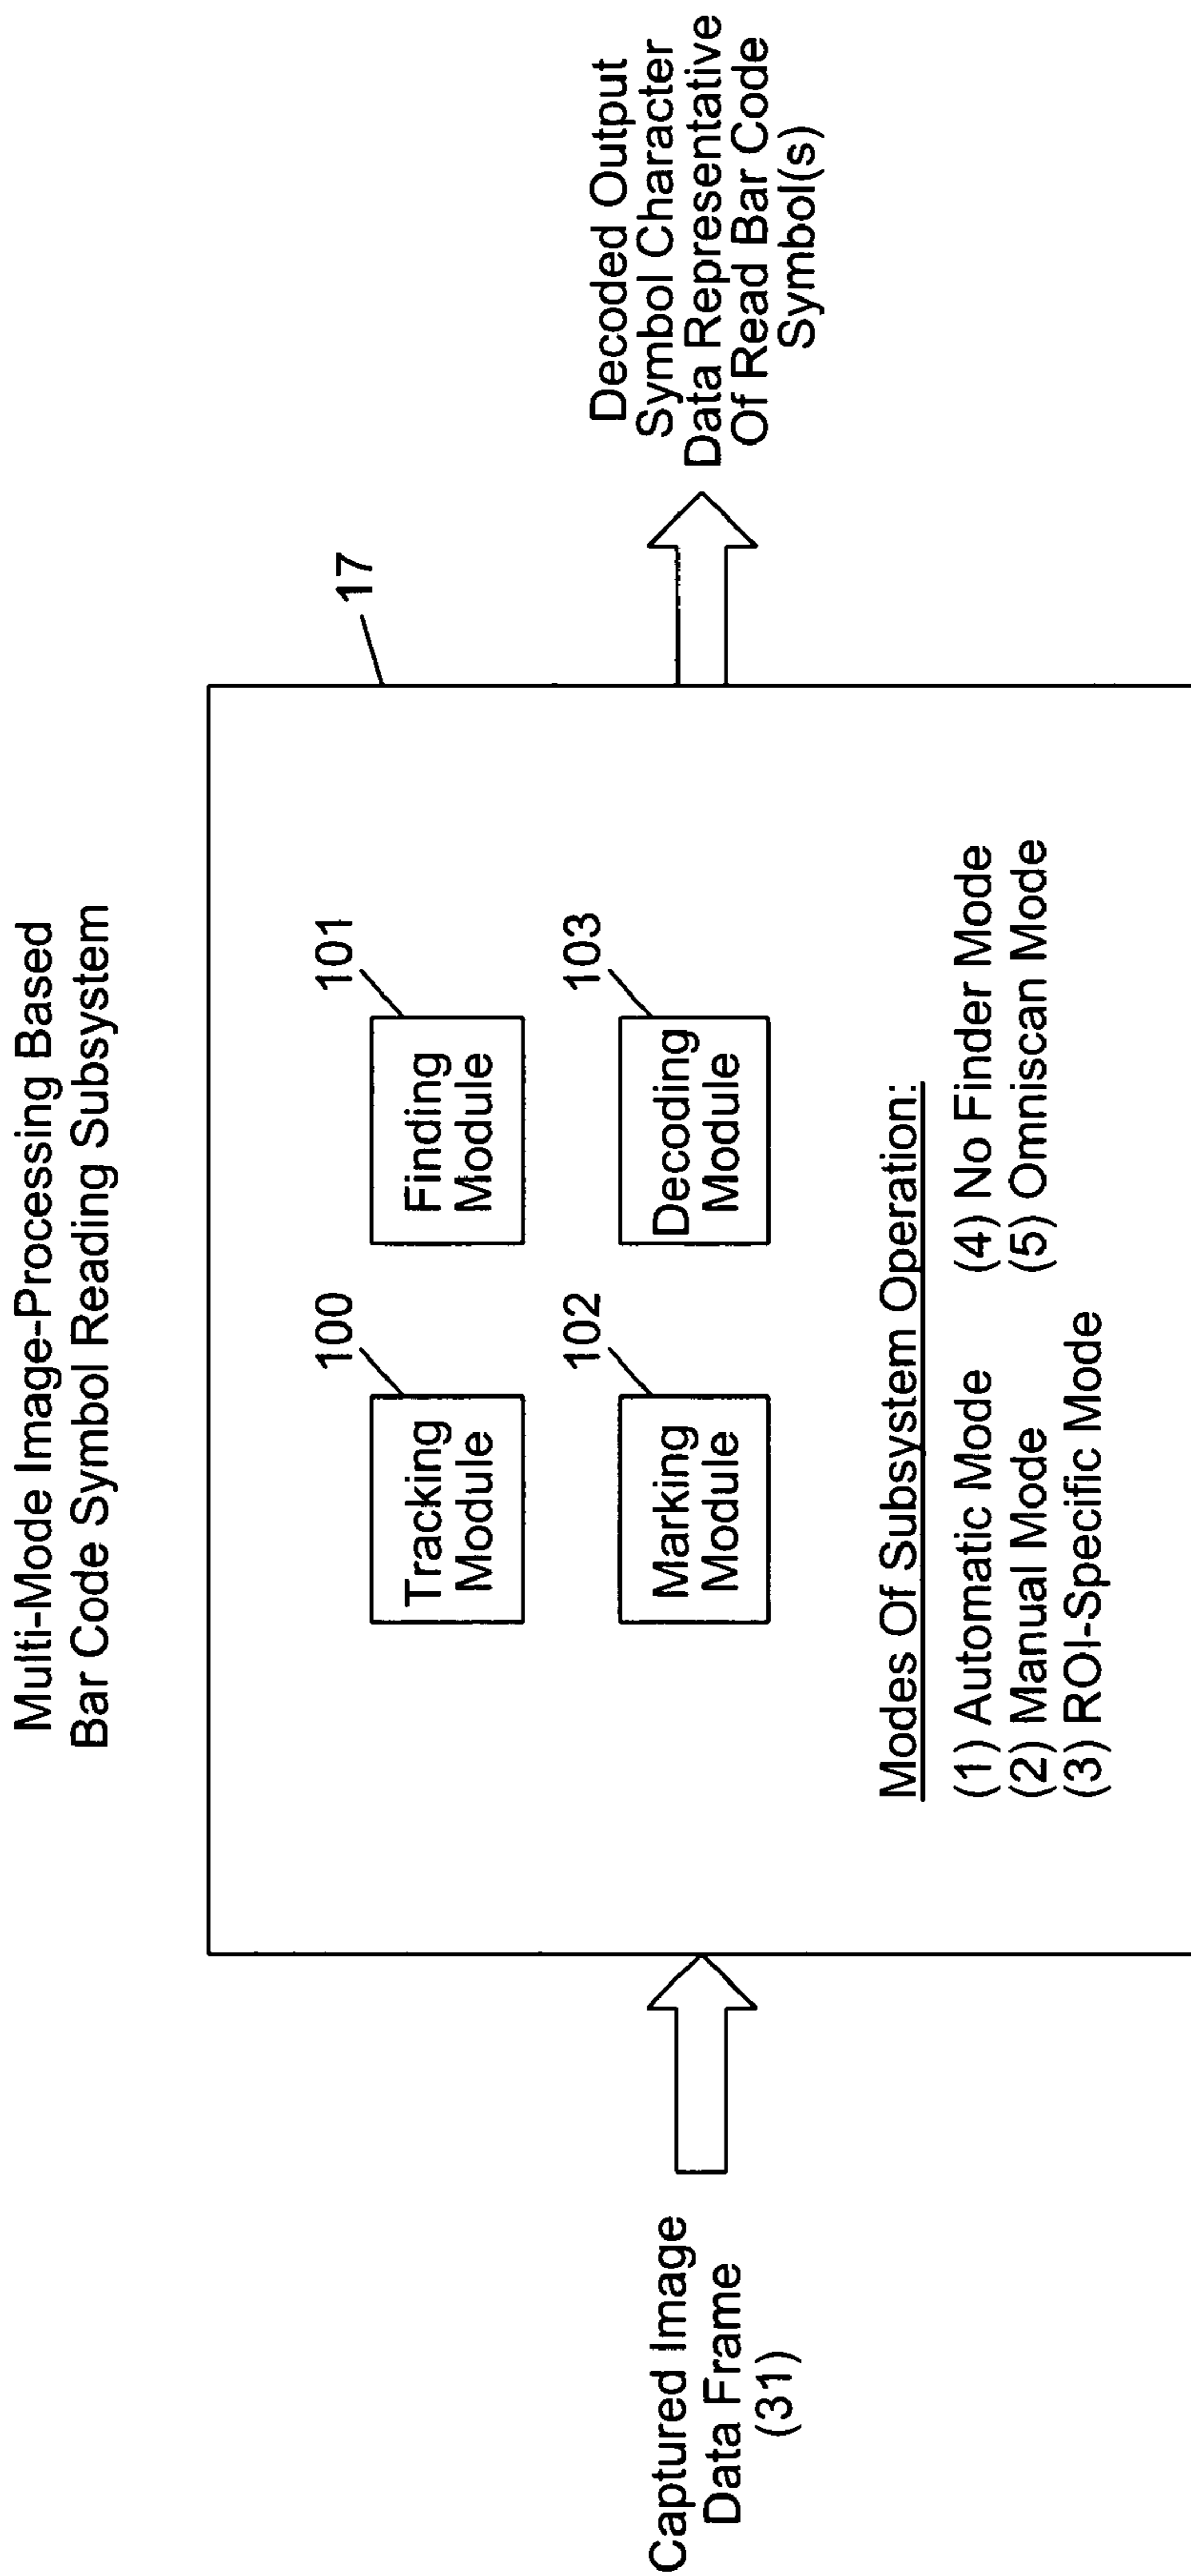 Multi-Mode Image-Processing Based
Bar Code Symbol Reading Subsystem
17
100
Tracking
Module
101
Finding
Module
102
Marking
Module
103
Decoding
Module
Modes Of Subsystem Operation:
(1) Automatic Mode
(2) Manual Mode
(3) ROI-Specific Mode
(4) No Finder Mode
(5) Omniscan Mode
Captured Image
Data Frame
(31)
Decoded Output
Symbol Character
Data Representative
Of Read Bar Code
Symbol(s)